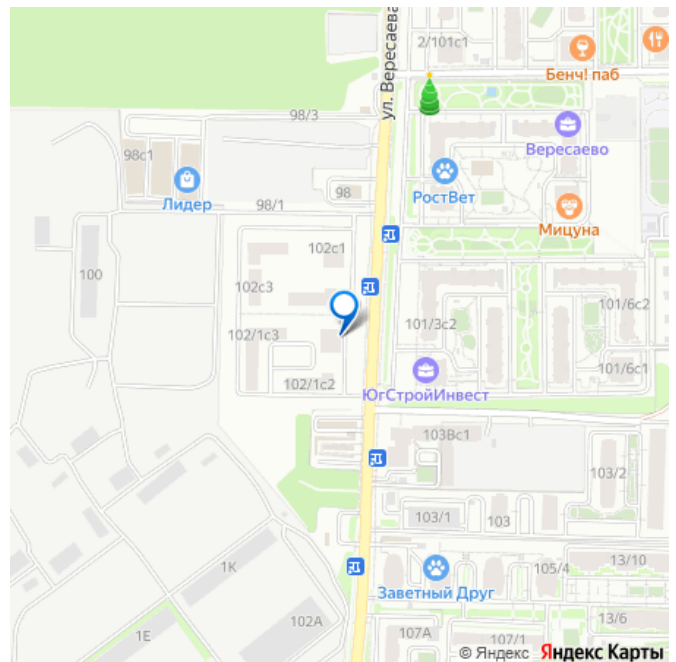 ул. Вересаева
2/101с1
Бенч! паб
98/3
98с1
Вересаево
98
РостВет
Лидер
98/1
Мицуна
102с1
100
102с3
101/6с2
101/3с2
102/1с3
101/6с1
102/1с2
ЮгСтройИнвест
103Вс1
103/2
103/1
103
1К
105/4
13/10
Заветный Друг
102А
13/6
1Е
107А
107/1
© Яндекс Яндекс Карты